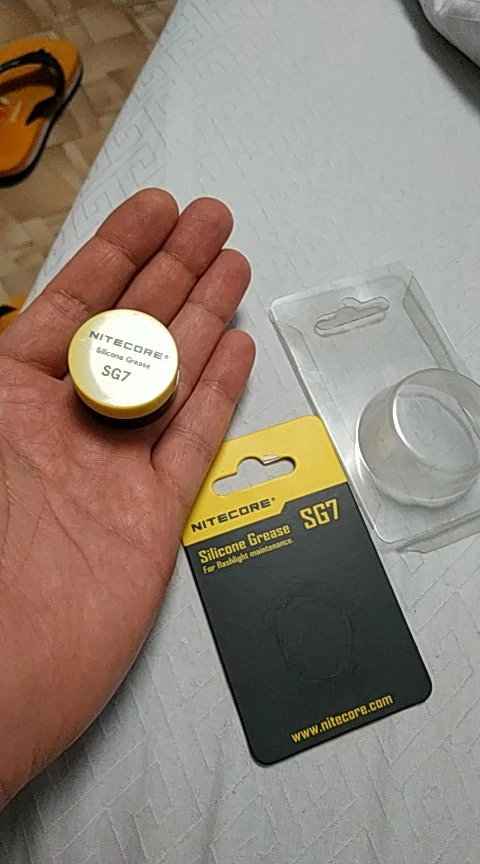 NITECORE®
Silicone Grease
SG7
NITECORE®
SG7
Silicone Grease
For flashlight maintenance.
www.nitecore.com